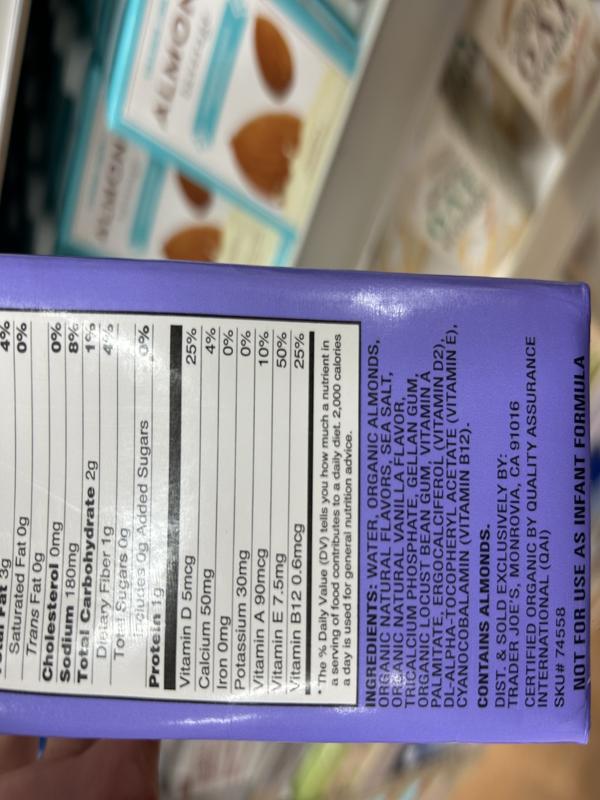 Total Fat 3g 4%
Saturated Fat 0g 0%
Trans Fat 0g
Cholesterol 0mg 0%
Sodium 180mg 8%
Total Carbohydrate 2g 1%
Dietary Fiber 1g 4%
Total Sugars 0g
Includes 0g Added Sugars 0%
Protein 1g
Vitamin D 5mcg 25%
Calcium 50mg 4%
Iron 0mg 0%
Potassium 30mg 0%
Vitamin A 90mcg 10%
Vitamin E 7.5mg 50%
Vitamin B12 0.6mcg 25%
*The % Daily Value (DV) tells you how much a nutrient in
a serving of food contributes to a daily diet. 2,000 calories
a day is used for general nutrition advice.
INGREDIENTS: WATER, ORGANIC ALMONDS,
ORGANIC NATURAL FLAVORS, SEA SALT,
ORGANIC NATURAL VANILLA FLAVOR,
TRICALCIUM PHOSPHATE, GELLAN GUM,
ORGANIC LOCUST BEAN GUM, VITAMIN A
PALMITATE, ERGOCALCIFEROL (VITAMIN D2),
DL-ALPHA-TOCOPHERYL ACETATE (VITAMIN E),
CYANOCOBALAMIN (VITAMIN B12).
CONTAINS ALMONDS.
DIST. & SOLD EXCLUSIVELY BY:
TRADER JOE'S, MONROVIA, CA 91016
CERTIFIED ORGANIC BY QUALITY ASSURANCE
INTERNATIONAL (QAI)
SKU# 74558
NOT FOR USE AS INFANT FORMULA
ALMON
ALMON
OAT